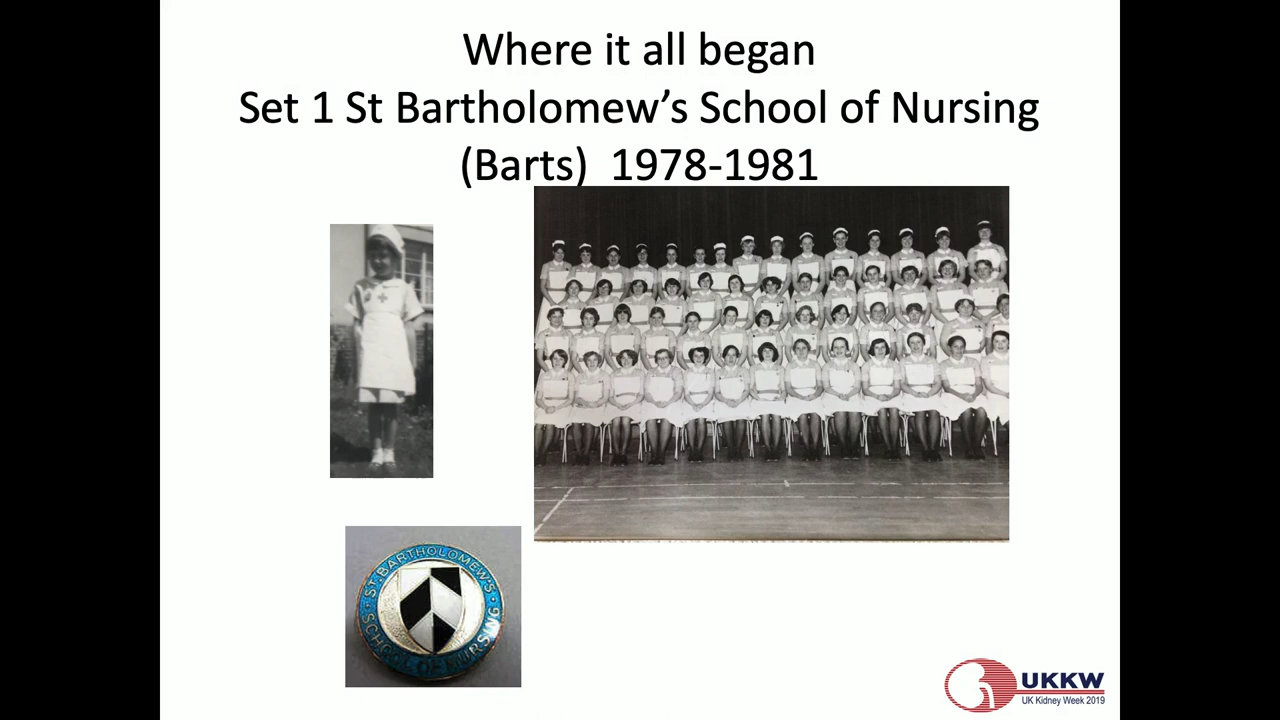 Where it all began
Set 1 St Bartholomew’s School of Nursing
(Barts)  1978-1981
ST. BARTHOLOMEW'S
SCHOOL OF NURSING
UKKW
UK Kidney Week 2019